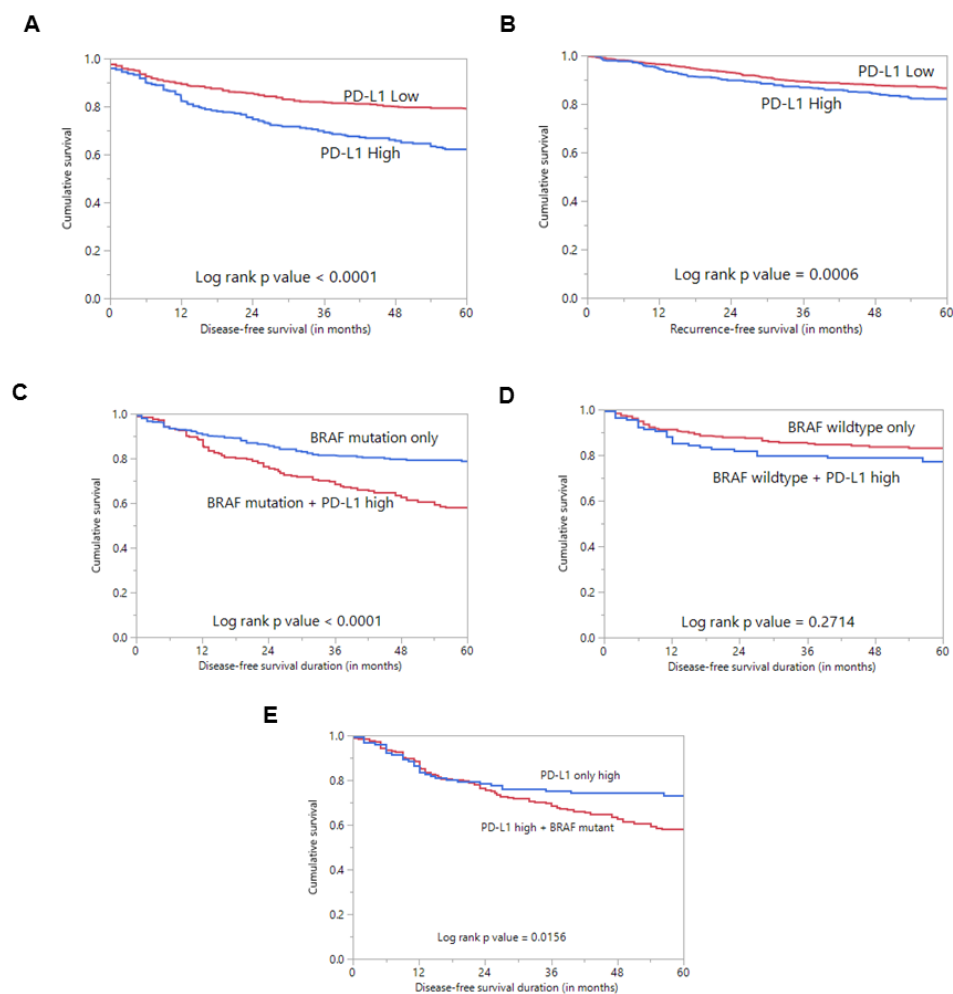 A
Cumulative survival
1.0
0.8
0.6
0.4
0.2
0.0
PD-L1 Low
PD-L1 High
Log rank p value < 0.0001
0 12 24 36 48 60
Disease-free survival (in months)
B
Cumulative survival
1.0
0.8
0.6
0.4
0.2
0.0
PD-L1 Low
PD-L1 High
Log rank p value = 0.0006
0 12 24 36 48 60
Recurrence-free survival (in months)
C
Cumulative survival
1.0
0.8
0.6
0.4
0.2
0.0
BRAF mutation only
BRAF mutation + PD-L1 high
Log rank p value < 0.0001
0 12 24 36 48 60
Disease-free survival duration (in months)
D
Cumulative survival
1.0
0.8
0.6
0.4
0.2
0.0
BRAF wildtype only
BRAF wildtype + PD-L1 high
Log rank p value = 0.2714
0 12 24 36 48 60
Disease-free survival duration (in months)
E
Cumulative survival
1.0
0.8
0.6
0.4
0.2
0.0
PD-L1 only high
PD-L1 high + BRAF mutant
Log rank p value = 0.0156
0 12 24 36 48 60
Disease-free survival duration (in months)